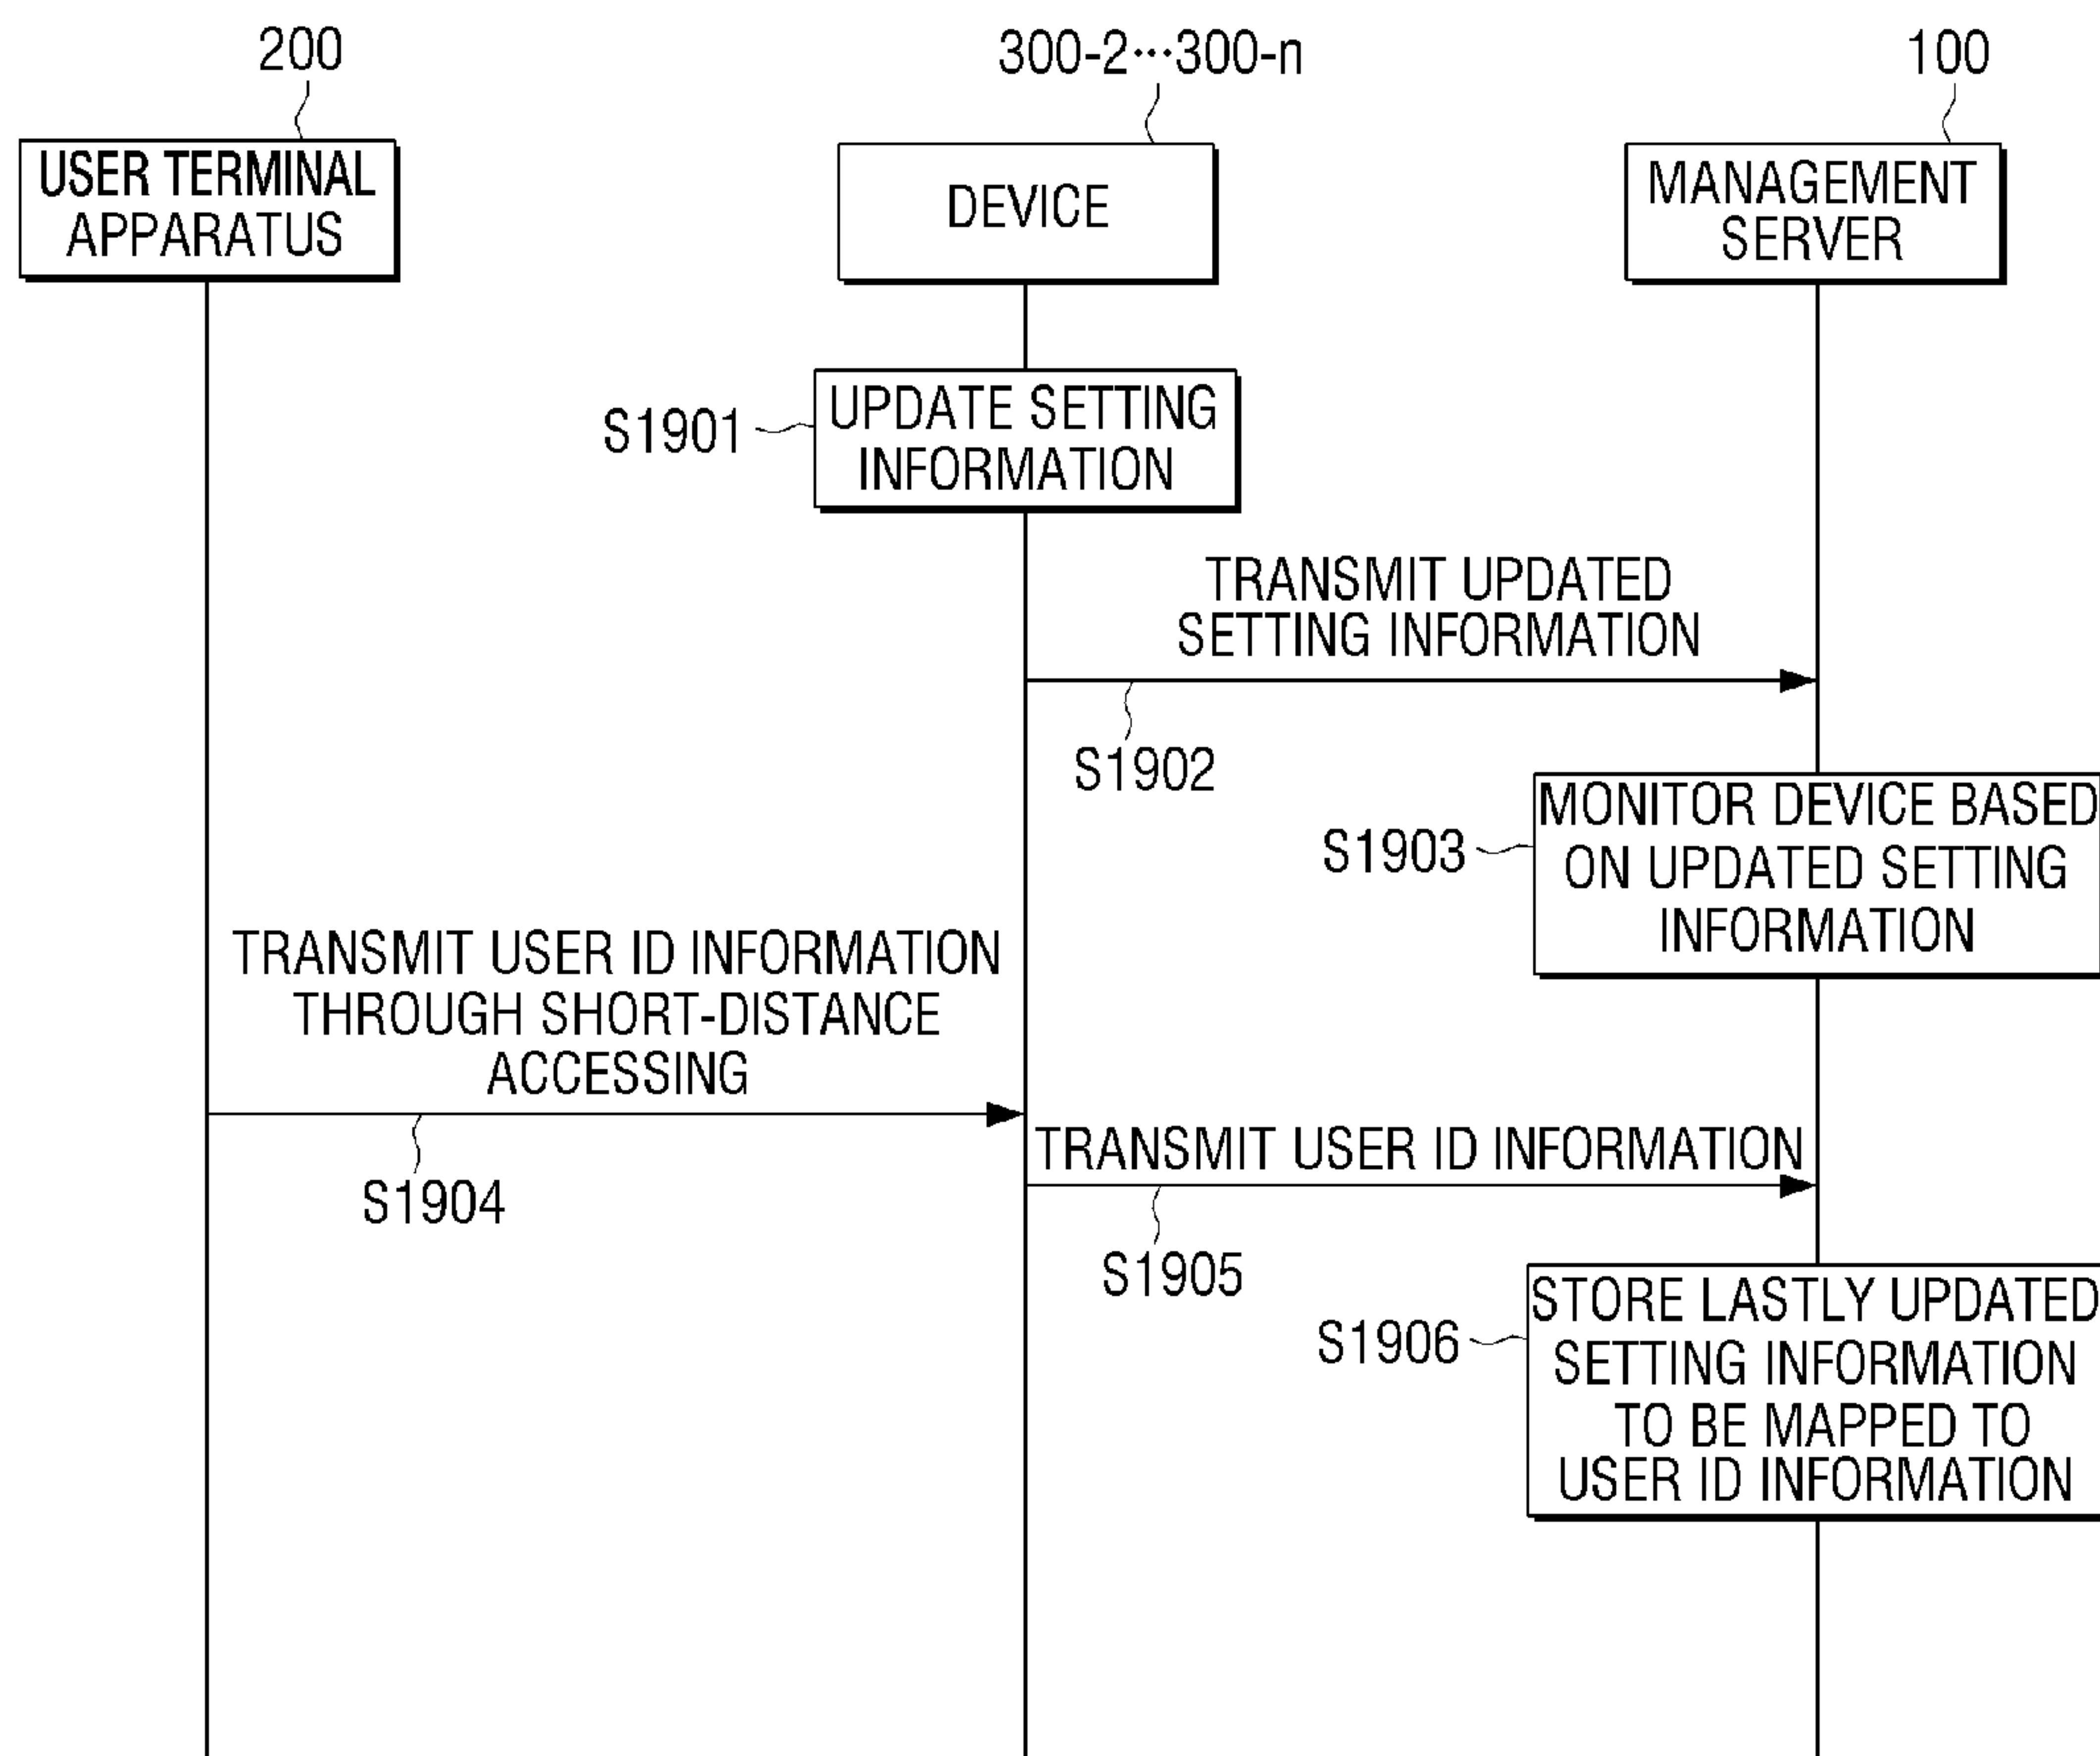 200
300-2···300-n
100
USER TERMINAL
APPARATUS
DEVICE
MANAGEMENT
SERVER
S1901
UPDATE SETTING
INFORMATION
TRANSMIT UPDATED
SETTING INFORMATION
S1902
S1903
MONITOR DEVICE BASED
ON UPDATED SETTING
INFORMATION
TRANSMIT USER ID INFORMATION
THROUGH SHORT-DISTANCE
ACCESSING
S1904
TRANSMIT USER ID INFORMATION
S1905
S1906
STORE LASTLY UPDATED
SETTING INFORMATION
TO BE MAPPED TO
USER ID INFORMATION